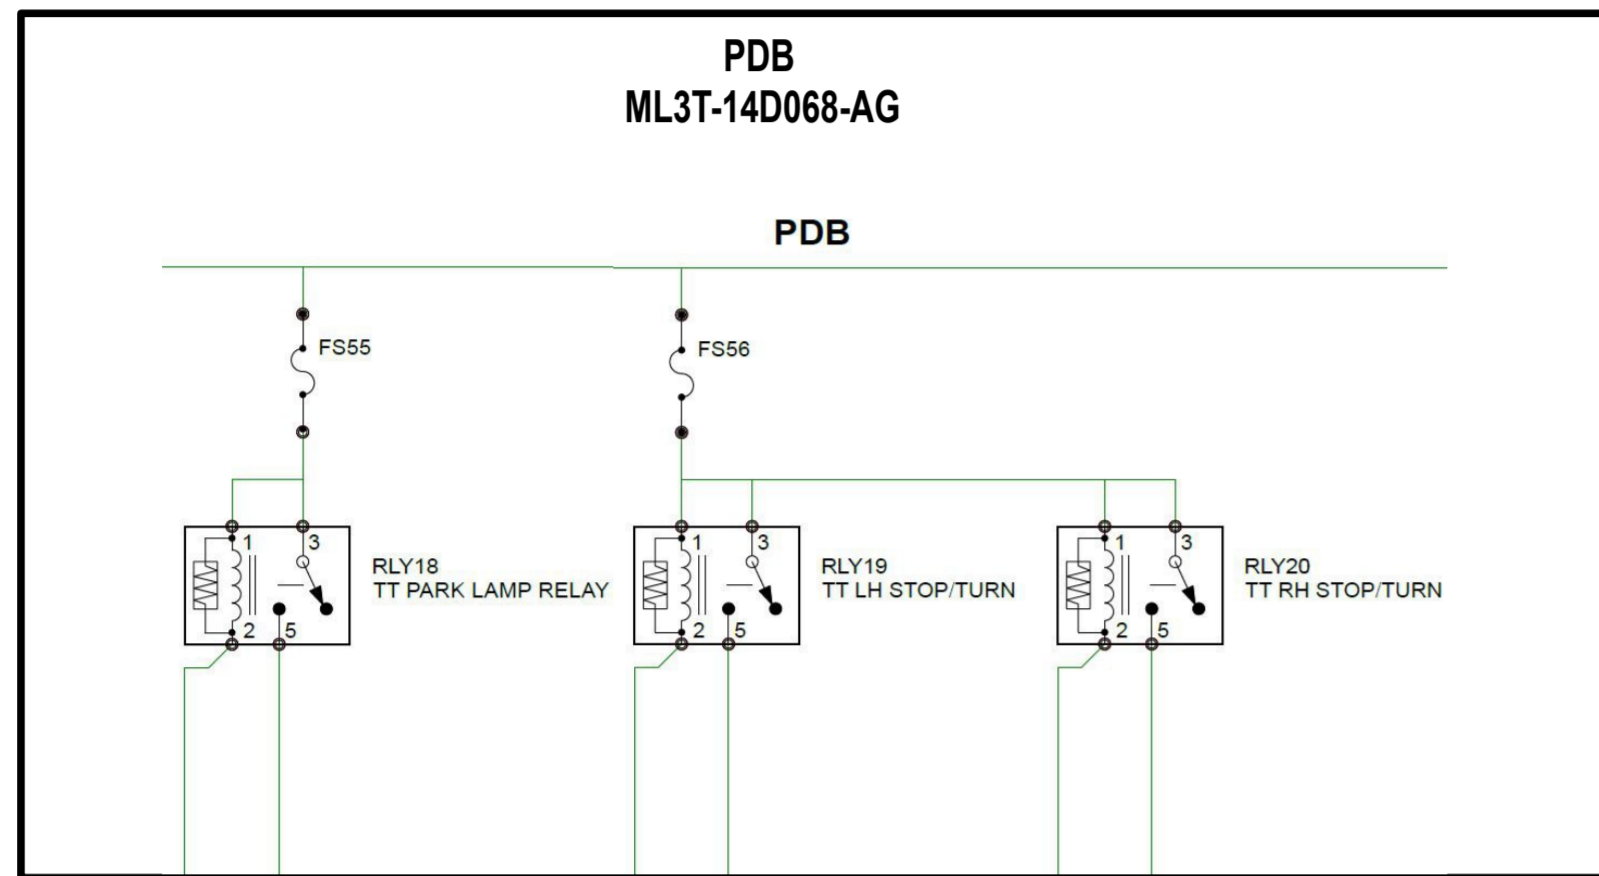 PDB
ML3T-14D068-AG
PDB
FS55
FS56
1
3
RLY18
TT PARK LAMP RELAY
2
5
1
3
RLY19
TT LH STOP/TURN
2
5
1
3
RLY20
TT RH STOP/TURN
2
5